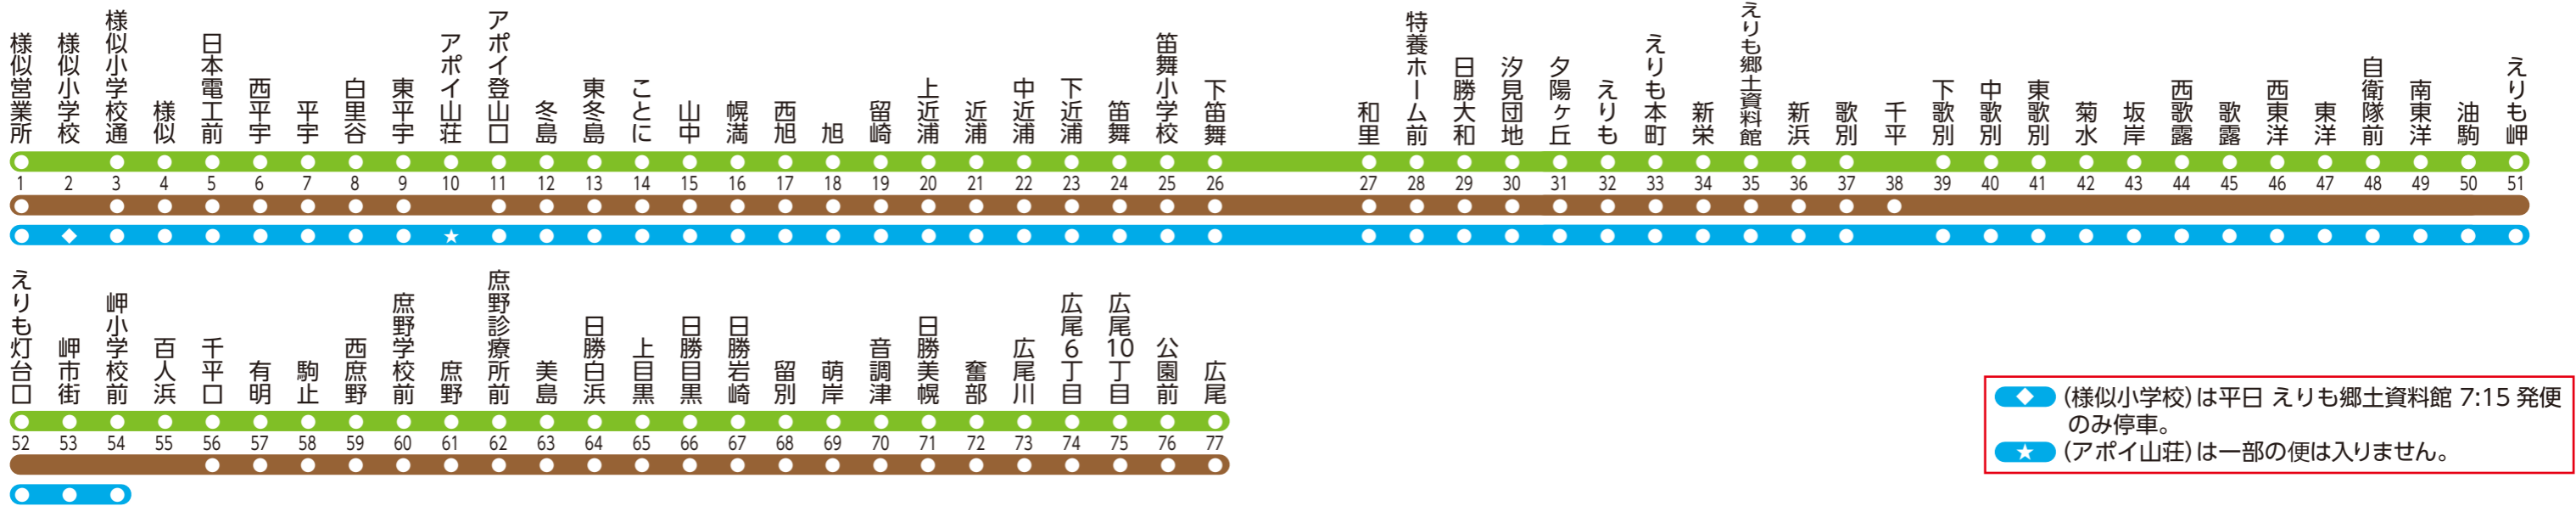 様似営業所
様似小学校
様似小学校通
様似
日本電工前
西平宇
平宇
白里谷
東平宇
アポイ山荘
アポイ登山口
冬島
東冬島
ことに
山中
幌満
西旭
旭
留崎
上近浦
近浦
中近浦
下近浦
笛舞
笛舞小学校
下笛舞
和里
特養ホーム前
日勝大和
汐見団地
夕陽ヶ丘
えりも
えりも本町
新栄
えりも郷土資料館
新浜
歌別
千平
下歌別
中歌別
東歌別
菊水
坂岸
西歌露
歌露
西東洋
東洋
自衛隊前
南東洋
油駒
えりも岬
1 2 3 4 5 6 7 8 9 10 11 12 13 14 15 16 17 18 19 20 21 22 23 24 25 26 27 28 29 30 31 32 33 34 35 36 37 38 39 40 41 42 43 44 45 46 47 48 49 50 51
えりも灯台口
岬市街
岬小学校前
百人浜
千平口
有明
駒止
西庶野
庶野学校前
庶野
庶野診療所前
美島
日勝白浜
上目黒
日勝目黒
日勝岩崎
留別
萌岸
音調津
日勝美幌
奮部
広尾川
広尾6丁目
広尾10丁目
公園前
広尾
52 53 54 55 56 57 58 59 60 61 62 63 64 65 66 67 68 69 70 71 72 73 74 75 76 77
(様似小学校)は平日 えりも郷土資料館 7:15 発便
のみ停車。
(アポイ山荘)は一部の便は入りません。